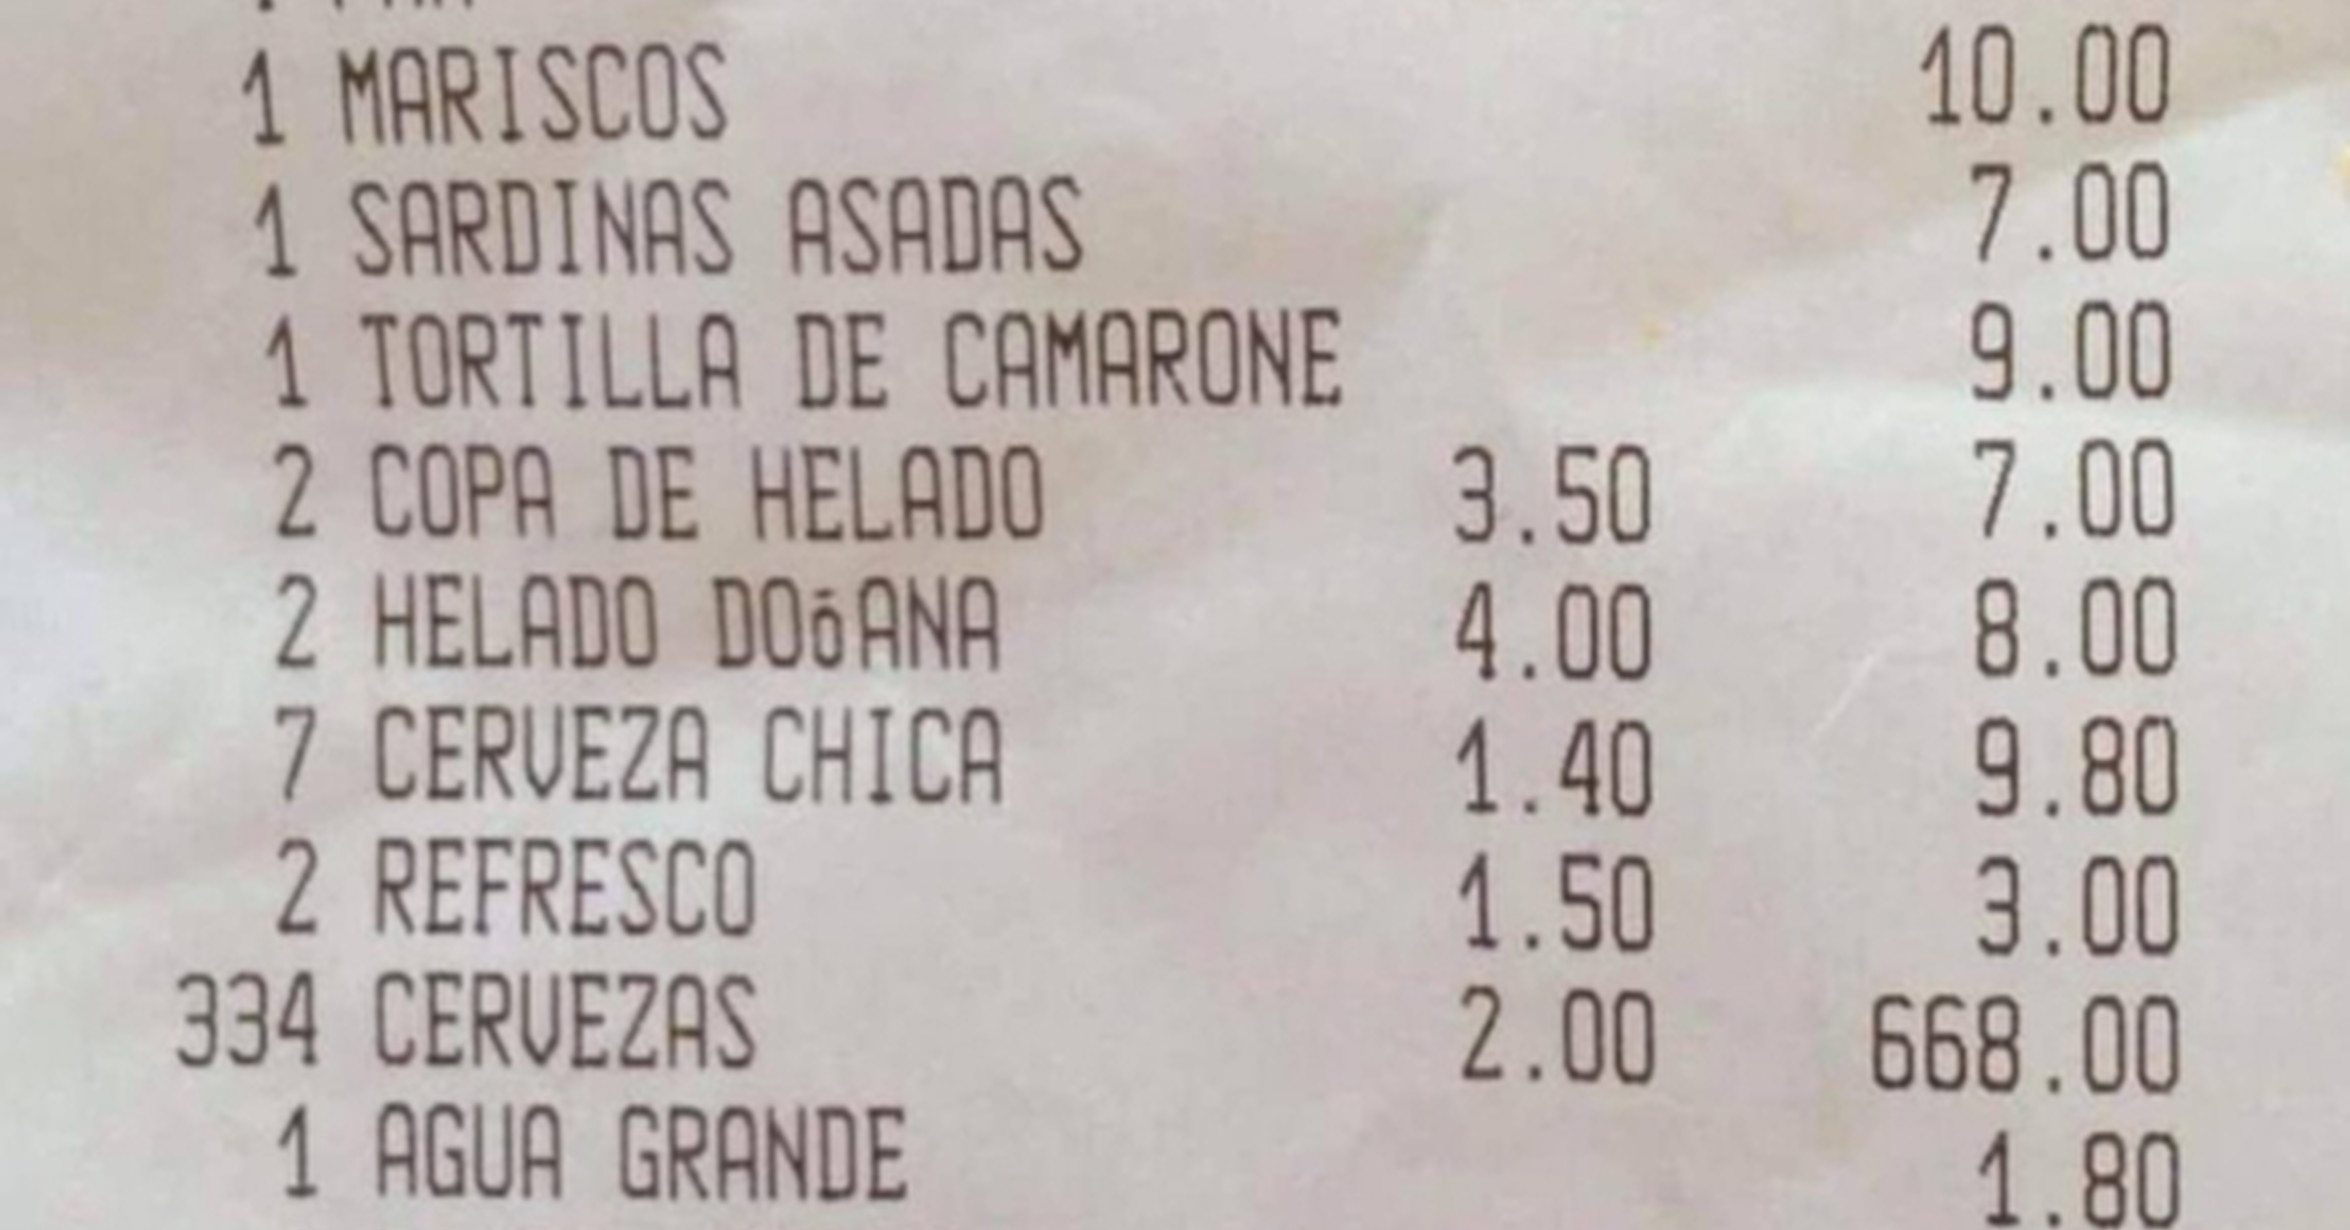 1 MARISCOS 10.00
1 SARDINAS ASADAS 7.00
1 TORTILLA DE CAMARONE 9.00
2 COPA DE HELADO 3.50 7.00
2 HELADO DOõANA 4.00 8.00
7 CERVEZA CHICA 1.40 9.80
2 REFRESCO 1.50 3.00
334 CERVEZAS 2.00 668.00
1 AGUA GRANDE 1.80